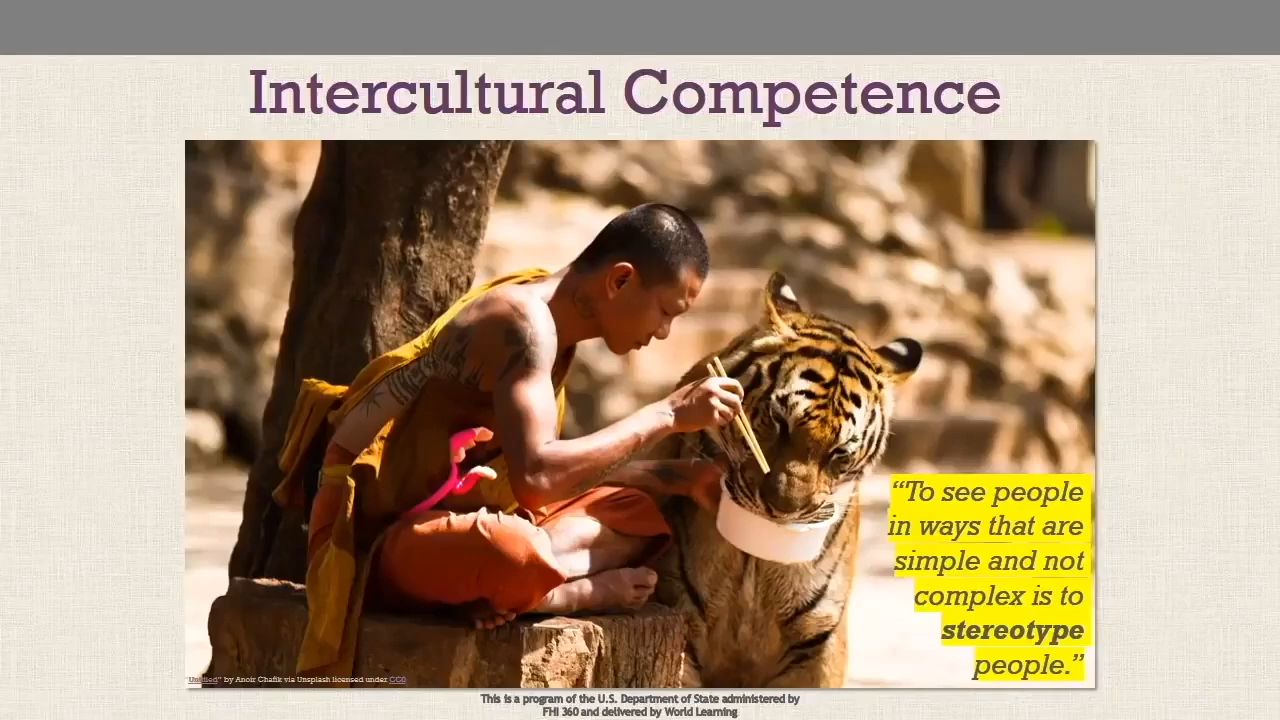 Intercultural Competence
“To see people
in ways that are
simple and not
complex is to
stereotype
people.”
"Untitled" by Anoir Chafik via Unsplash licensed under CC0
This is a program of the U.S. Department of State administered by
FHI 360 and delivered by World Learning